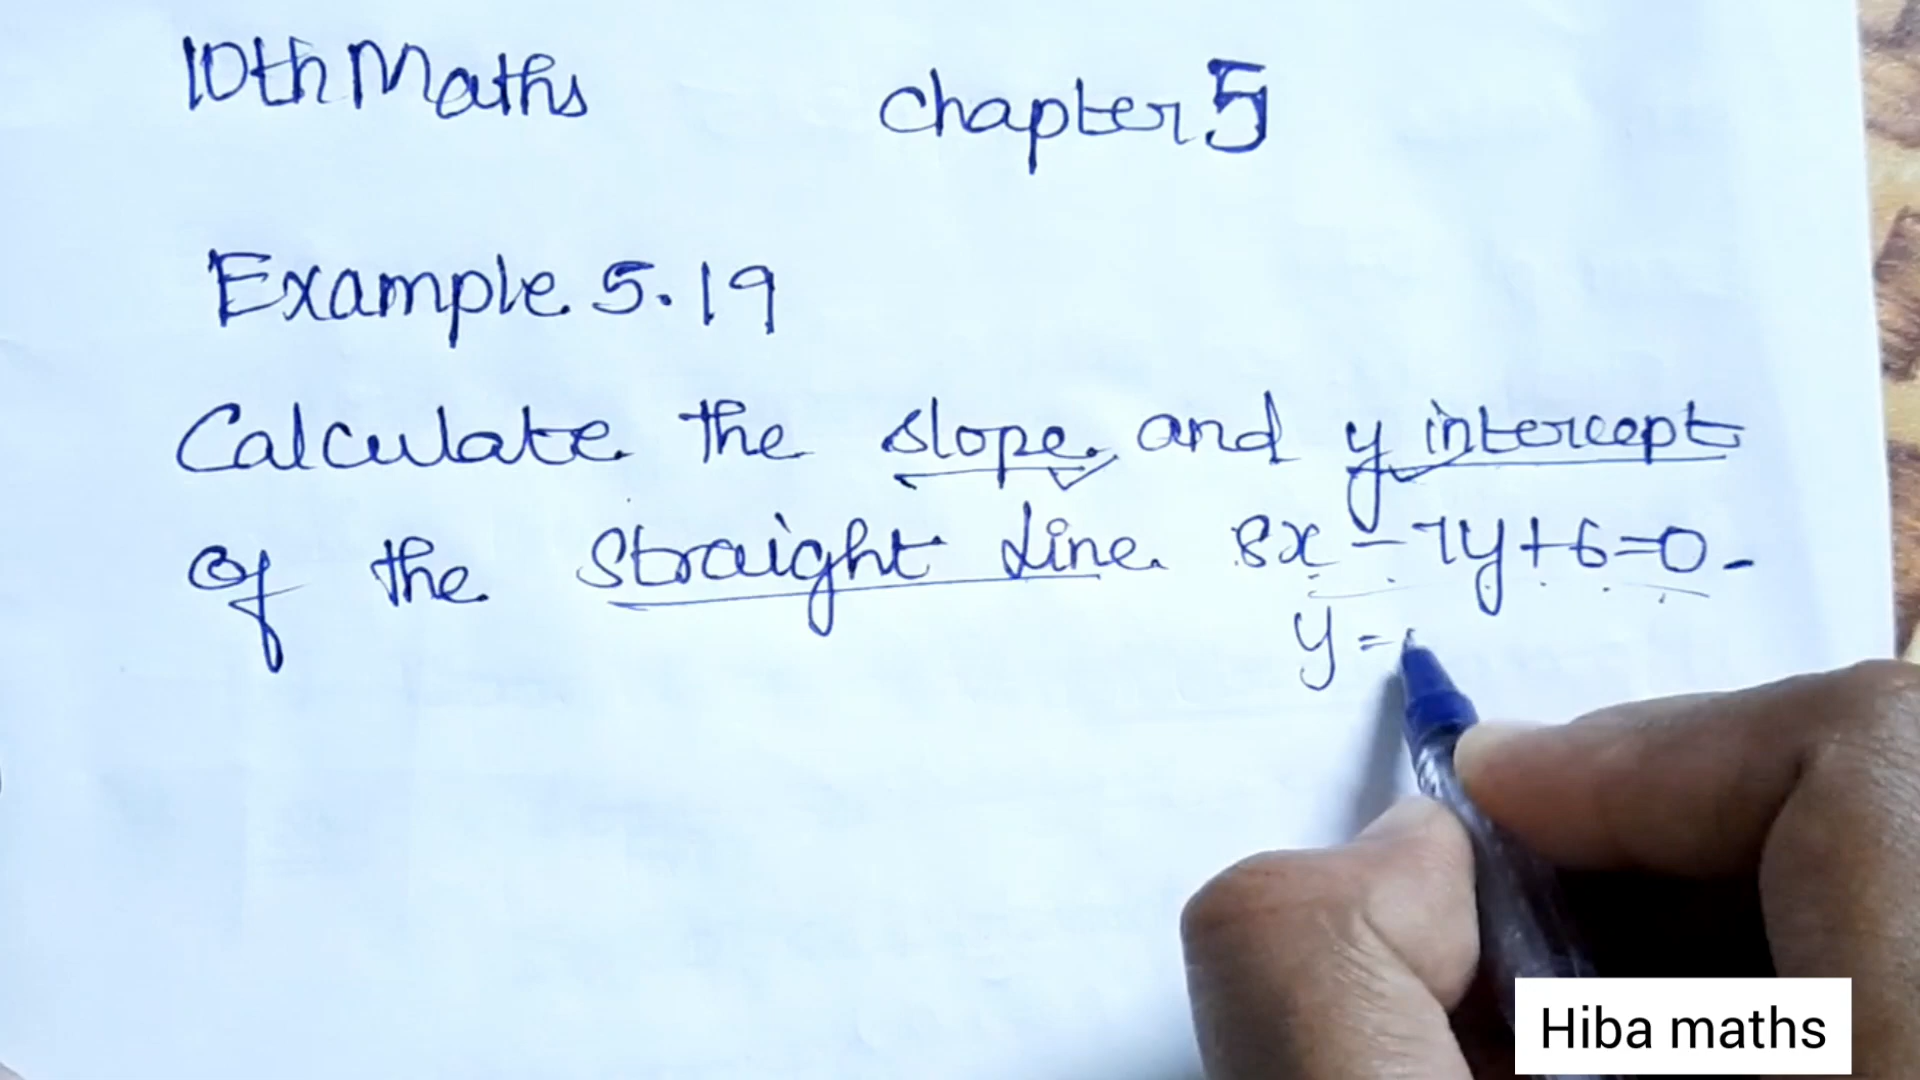 10th Maths chapter 5
Example 5.19
Calculate the slope and y intercept
of the straight line 8x - 7y + 6 = 0.
y =
Hiba maths